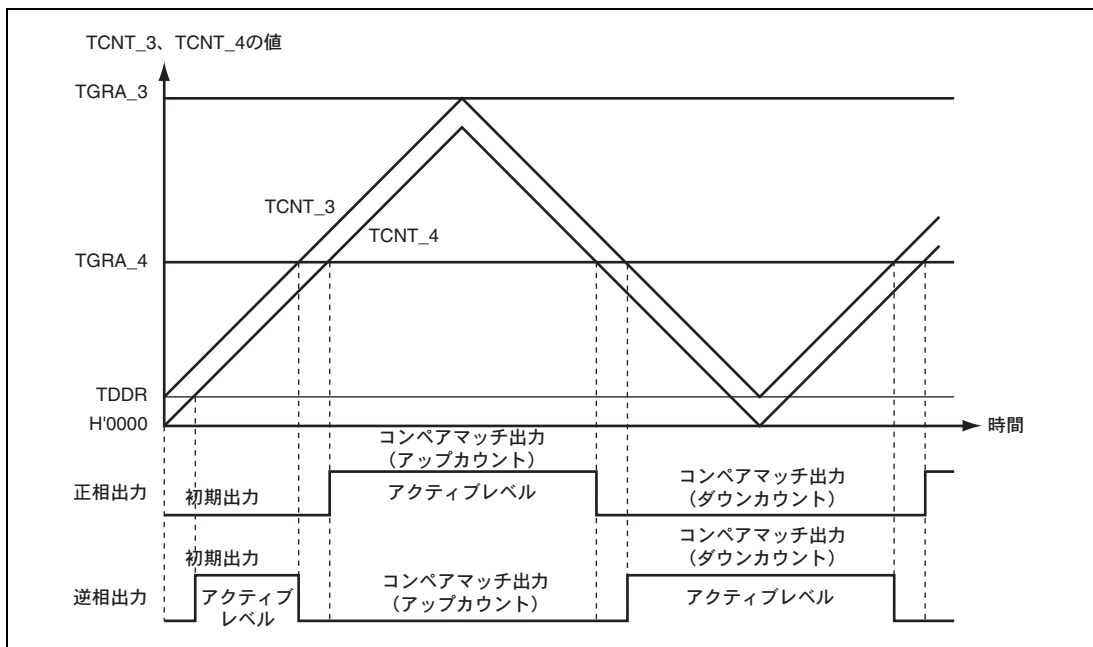 TCNT_3、TCNT_4の値
TGRA_3
TCNT_3
TCNT_4
TGRA_4
TDDR
H'0000
時間
コンペアマッチ出力
(アップカウント)
コンペアマッチ出力
(ダウンカウント)
正相出力
初期出力
アクティブレベル
コンペアマッチ出力
(ダウンカウント)
初期出力
逆相出力
アクティブ
レベル
コンペアマッチ出力
(アップカウント)
アクティブレベル